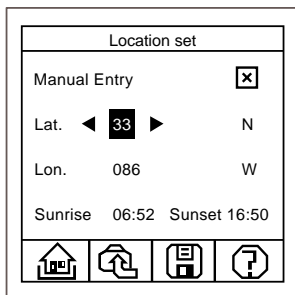 Location set
Manual Entry
Lat. 33 N
Lon. 086 W
Sunrise 06:52 Sunset 16:50
?